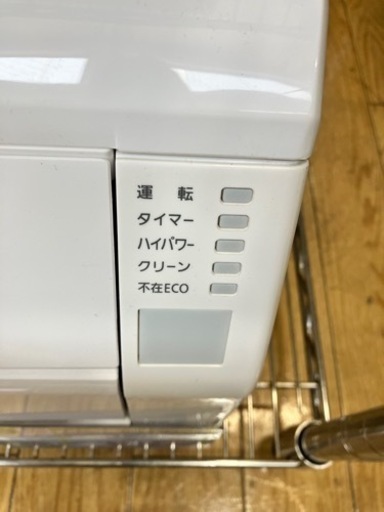 運 転
タイマー
ハイパワー
クリーン
不在ECO